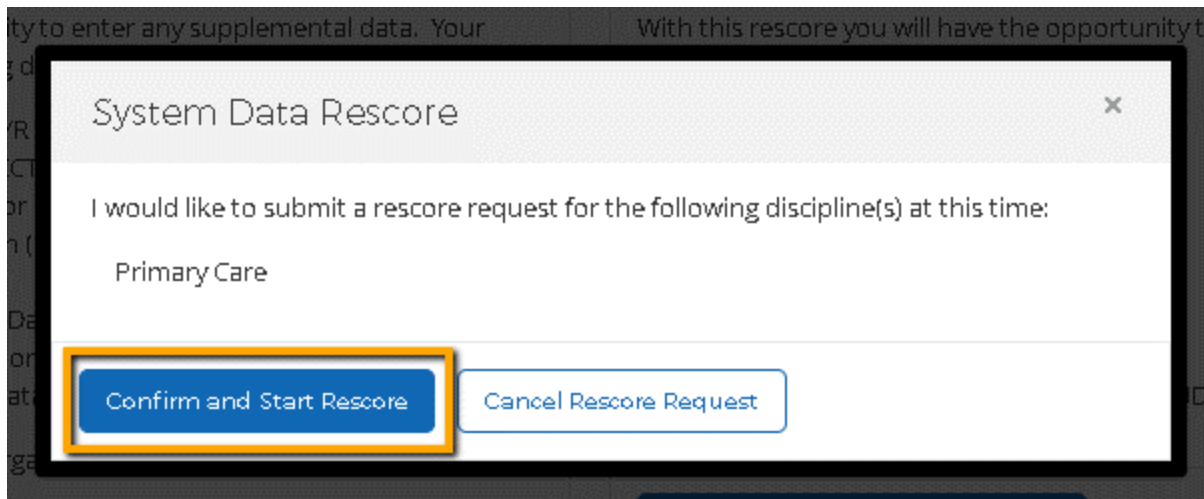 ity to enter any supplemental data. Your
With this rescore you will have the opportunity t
System Data Rescore
×
I would like to submit a rescore request for the following discipline(s) at this time:
Primary Care
Confirm and Start Rescore
Cancel Rescore Request